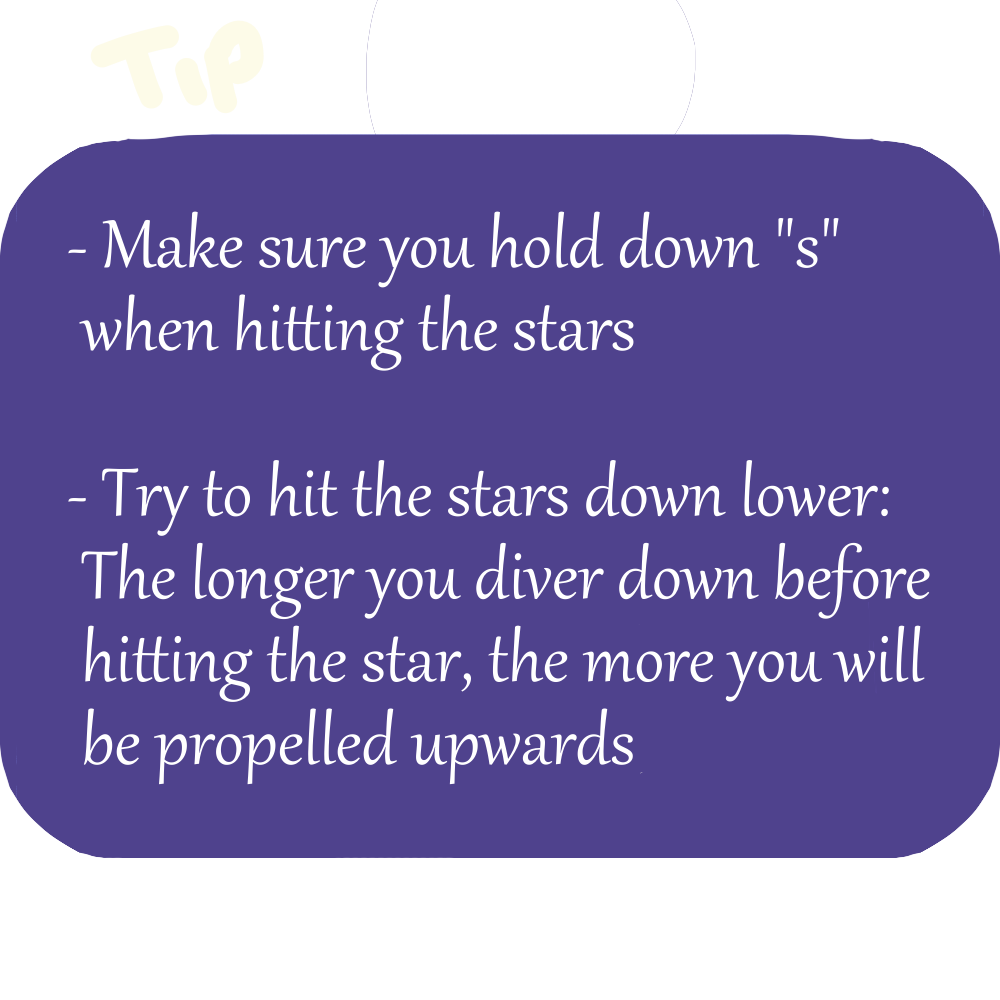 Tip
- Make sure you hold down "s"
when hitting the stars
- Try to hit the stars down lower:
The longer you diver down before
hitting the star, the more you will
be propelled upwards